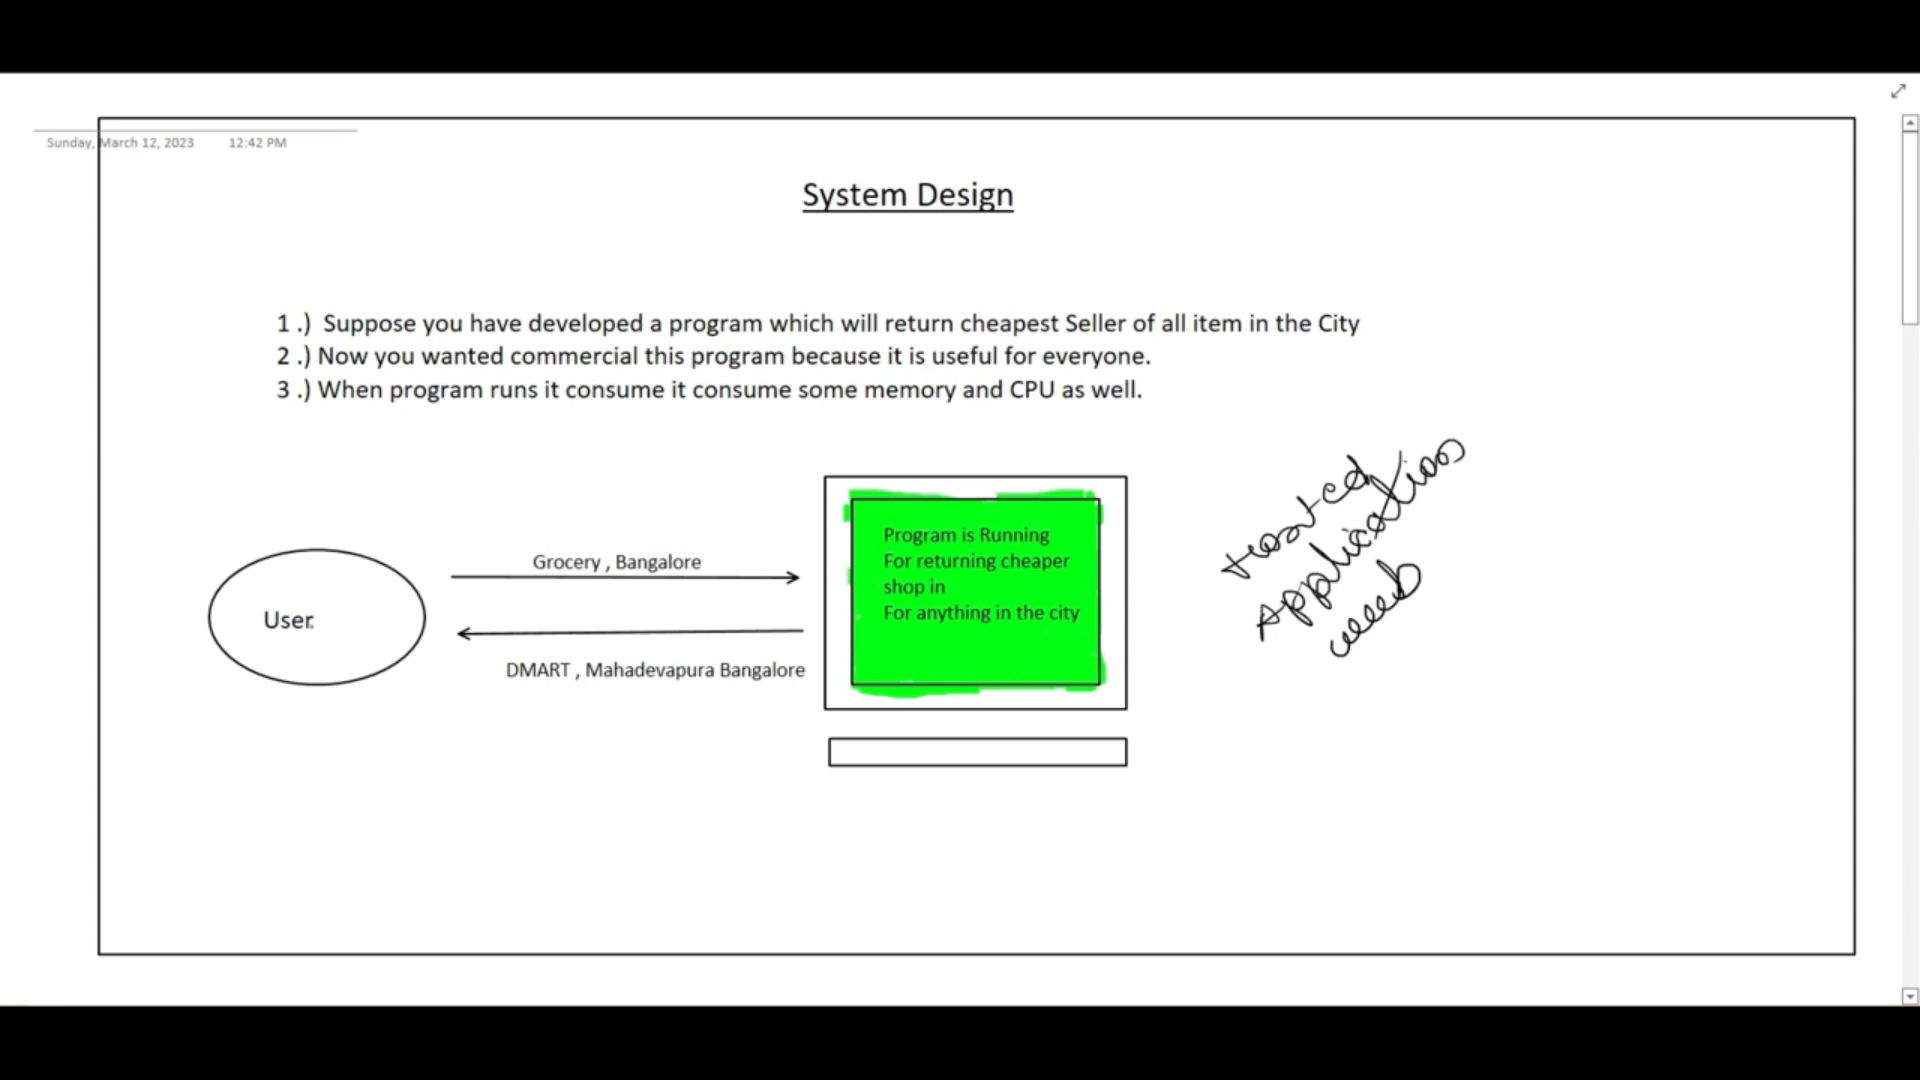 Sunday, March 12, 2023 12:42 PM
System Design
1 .) Suppose you have developed a program which will return cheapest Seller of all item in the City
2 .) Now you wanted commercial this program because it is useful for everyone.
3 .) When program runs it consume it consume some memory and CPU as well.
Grocery , Bangalore
User.
DMART , Mahadevapura Bangalore
Program is Running
For returning cheaper
shop in
For anything in the city
Application